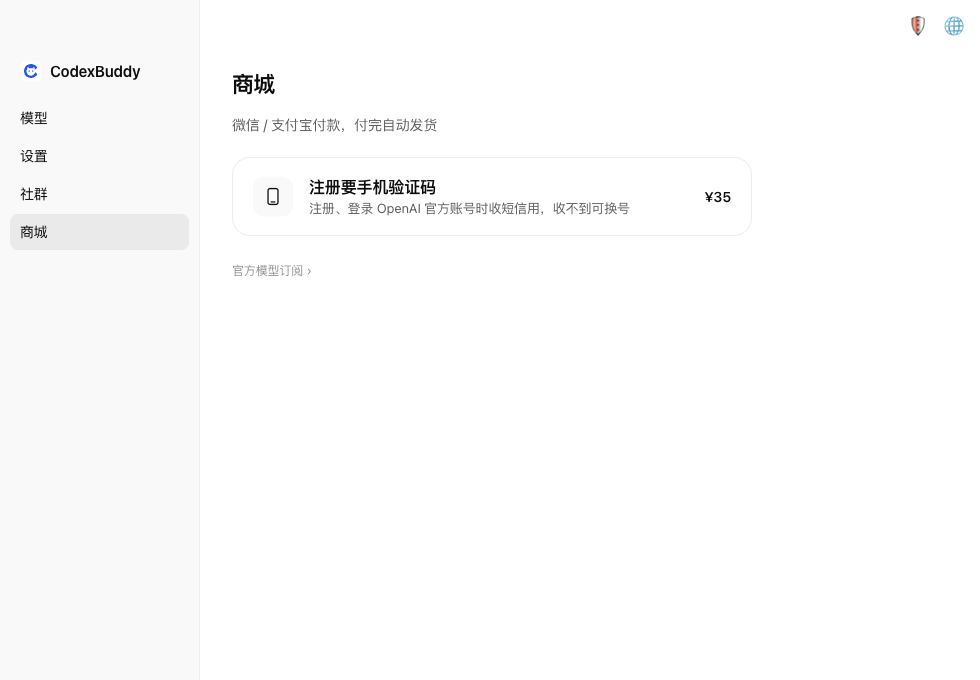 CodexBuddy
模型
设置
社群
商城
商城
微信 / 支付宝付款，付完自动发货
注册要手机验证码
注册、登录 OpenAI 官方账号时收短信用，收不到可换号
¥35
官方模型订阅 ›